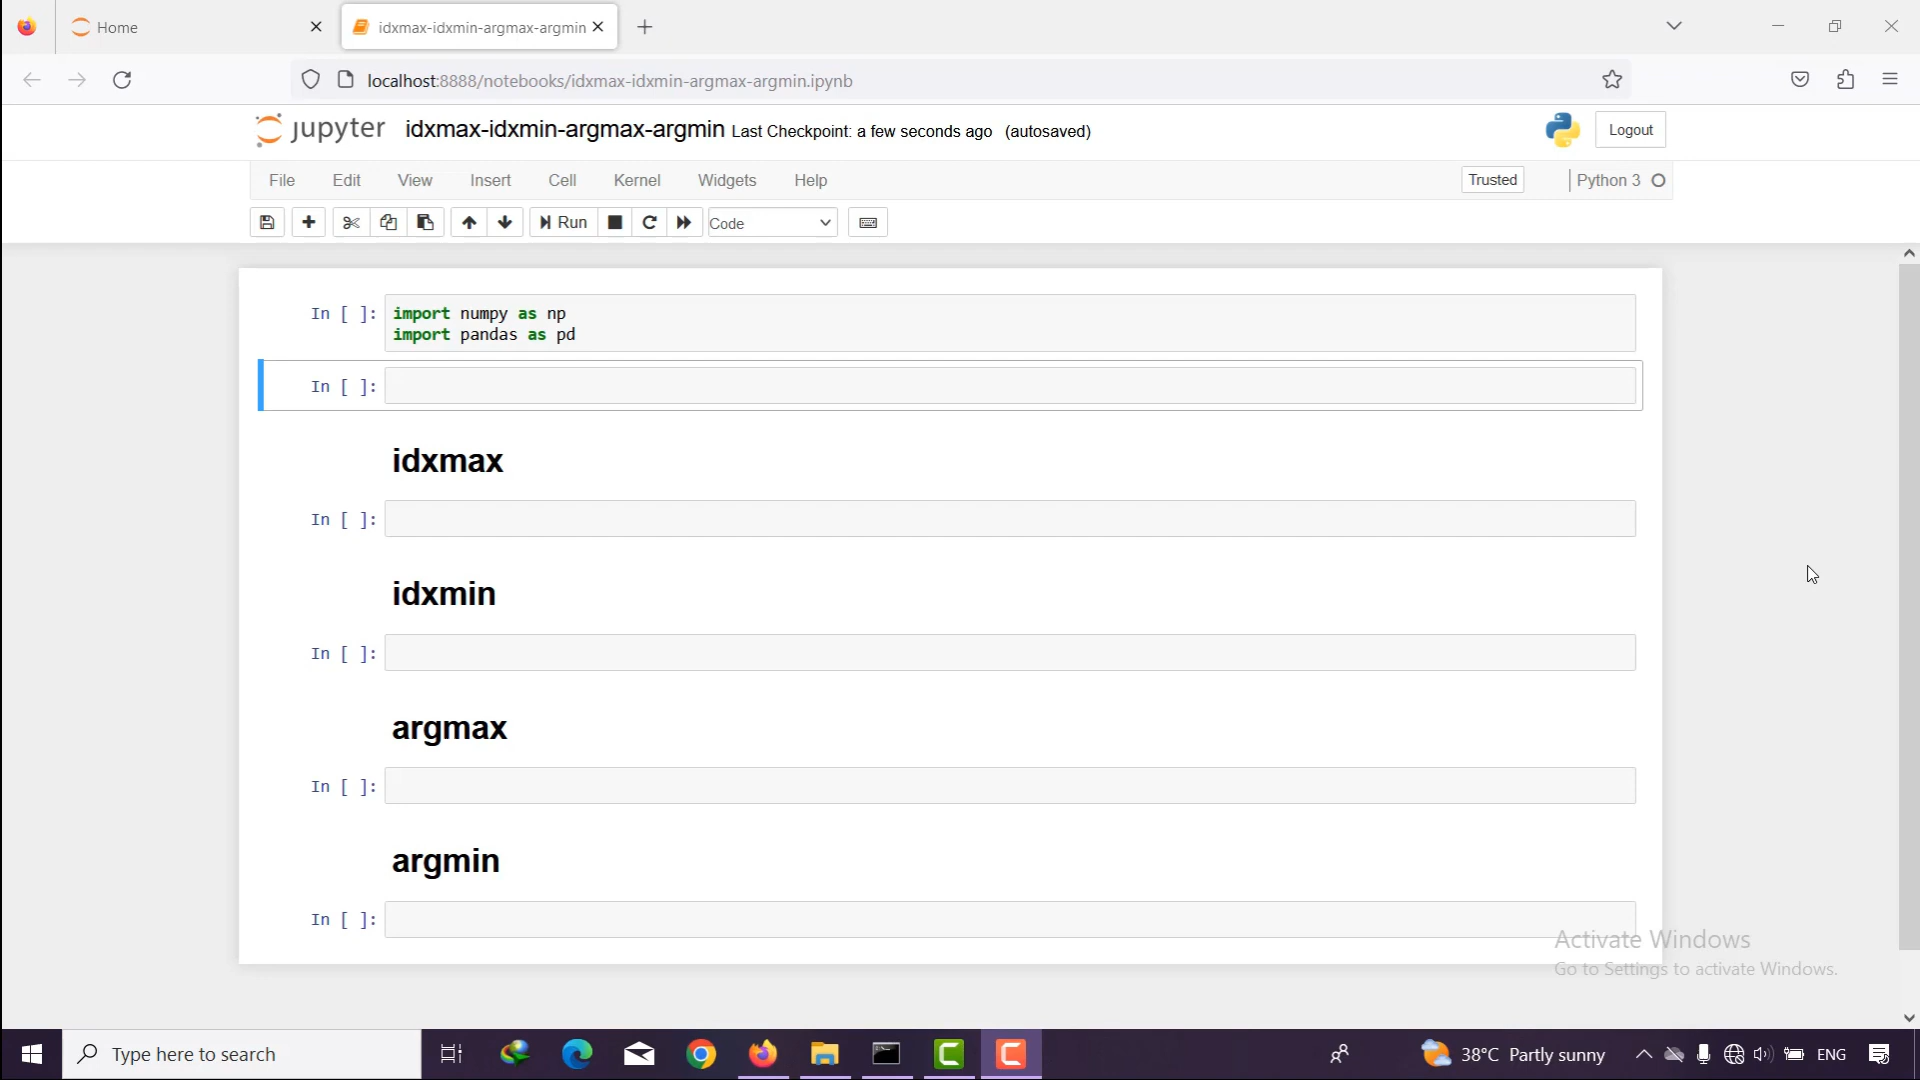 Home
idxmax-idxmin-argmax-argmin
localhost:8888/notebooks/idxmax-idxmin-argmax-argmin.ipynb
jupyter idxmax-idxmin-argmax-argmin Last Checkpoint: a few seconds ago (autosaved)
Logout
File Edit View Insert Cell Kernel Widgets Help
Trusted
Python 3
Run
Code
In [ ]: import numpy as np
import pandas as pd
In [ ]:
idxmax
In [ ]:
idxmin
In [ ]:
argmax
In [ ]:
argmin
In [ ]:
Activate Windows
Go to Settings to activate Windows.
Type here to search
38°C Partly sunny
ENG